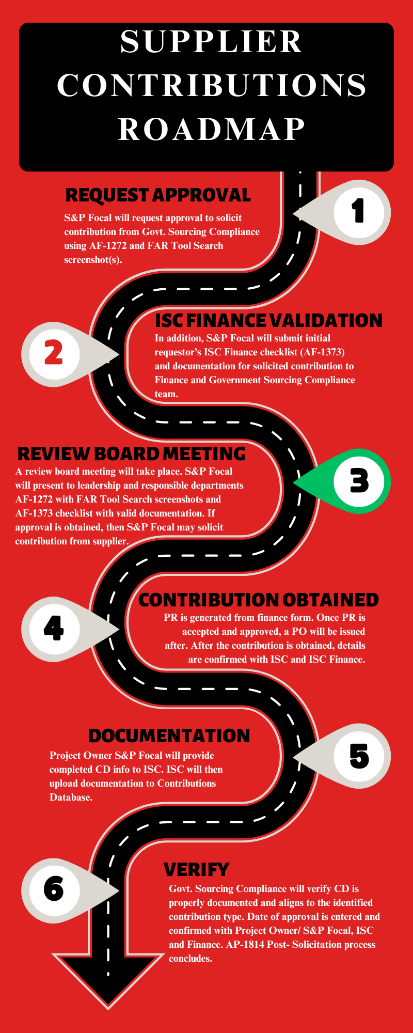 SUPPLIER
CONTRIBUTIONS
ROADMAP
REQUEST APPROVAL
1
S&P Focal will request approval to solicit
contribution from Govt. Sourcing Compliance
using AF-1272 and FAR Tool Search
screenshot(s).
ISC FINANCE VALIDATION
2
In addition, S&P Focal will submit initial
requestor's ISC Finance checklist (AF-1373)
and documentation for solicited contribution to
Finance and Government Sourcing Compliance
team.
REVIEW BOARD MEETING
3
A review board meeting will take place. S&P Focal
will present to leadership and responsible departments
AF-1272 with FAR Tool Search screenshots and
AF-1373 checklist with valid documentation. If
approval is obtained, then S&P Focal may solicit
contribution from supplier.
CONTRIBUTION OBTAINED
4
PR is generated from finance form. Once PR is
accepted and approved, a PO will be issued
after. After the contribution is obtained, details
are confirmed with ISC and ISC Finance.
DOCUMENTATION
5
Project Owner S&P Focal will provide
completed CD info to ISC. ISC will then
upload documentation to Contributions
Database.
VERIFY
6
Govt. Sourcing Compliance will verify CD is
properly documented and aligns to the identified
contribution type. Date of approval is entered and
confirmed with Project Owner/ S&P Focal, ISC
and Finance. AP-1814 Post- Solicitation process
concludes.